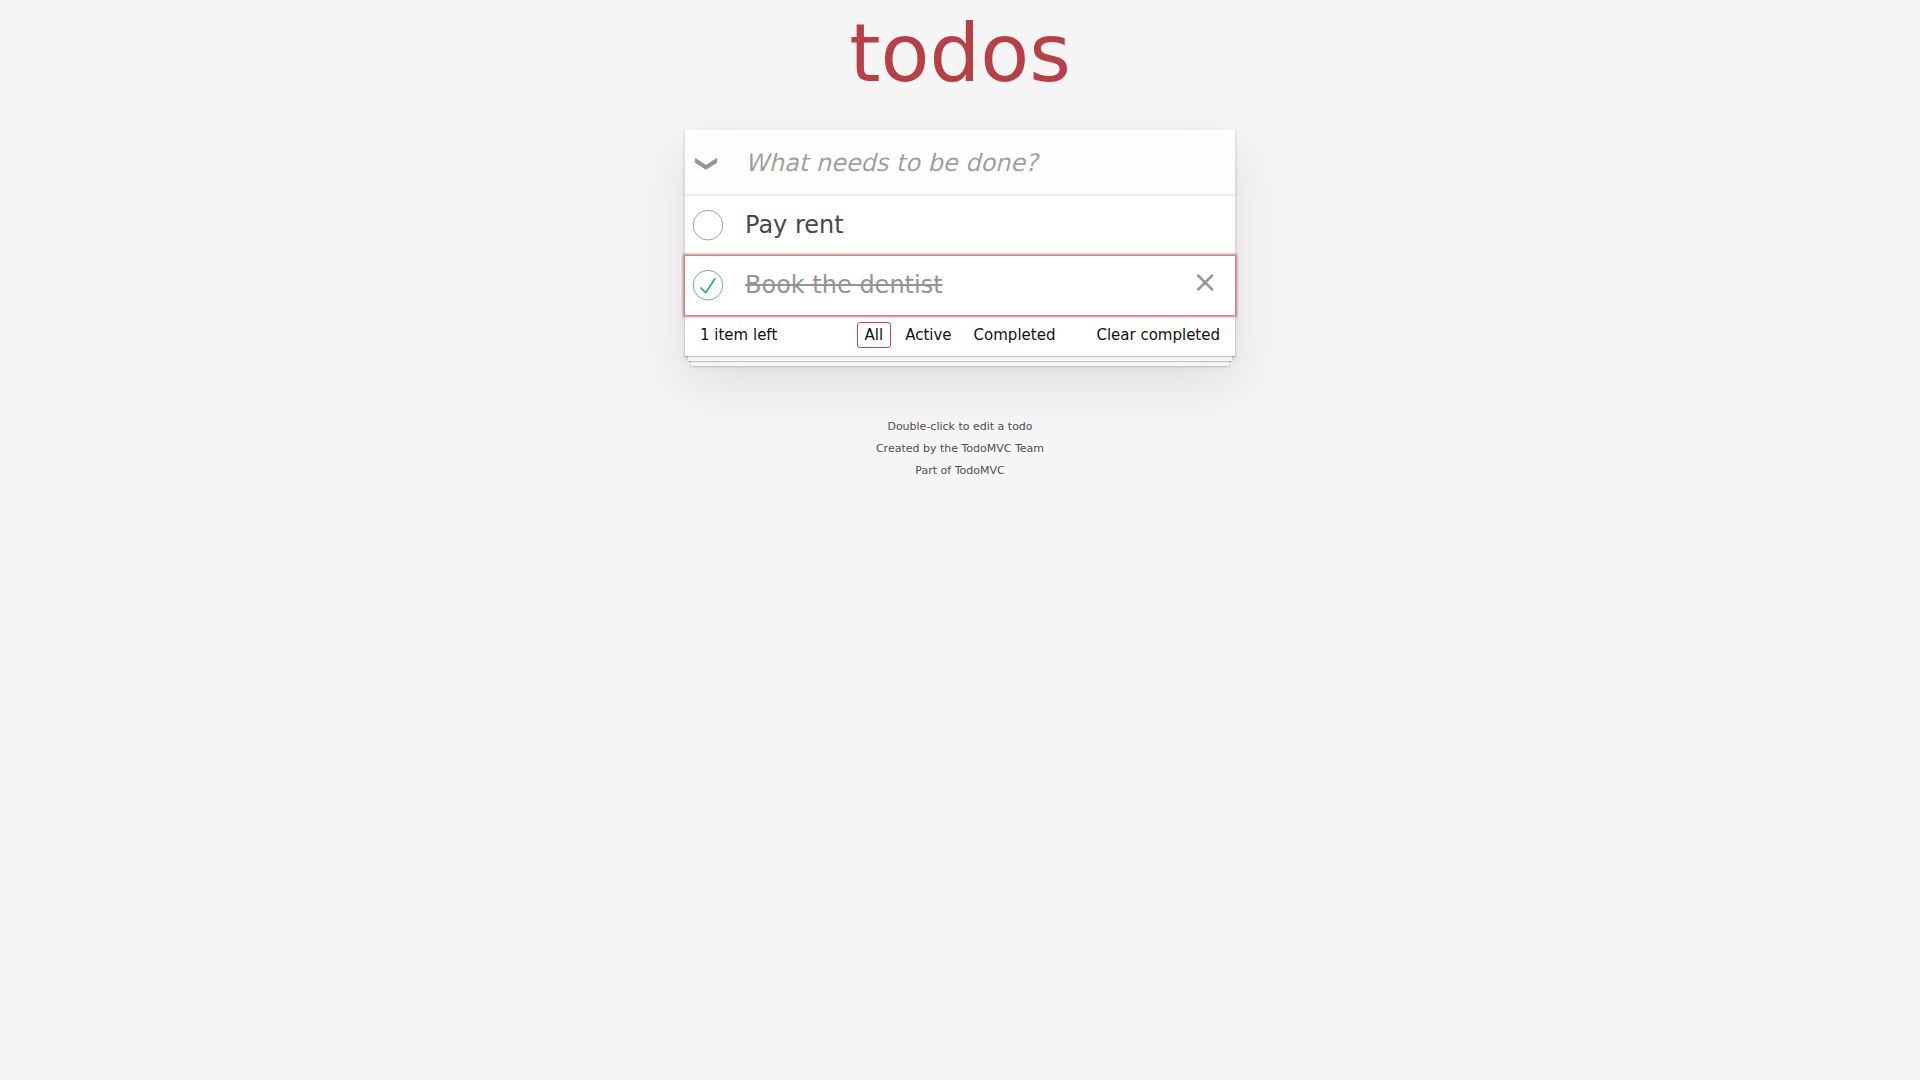 todos
What needs to be done?
Pay rent
Book the dentist
1 item left All Active Completed Clear completed
Double-click to edit a todo
Created by the TodoMVC Team
Part of TodoMVC